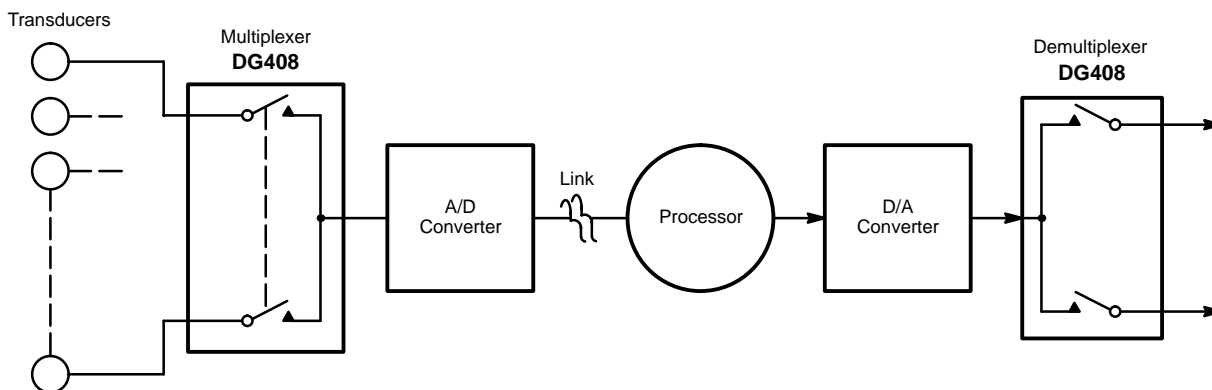 Transducers
Multiplexer
DG408
A/D
Converter
Link
Processor
D/A
Converter
Demultiplexer
DG408